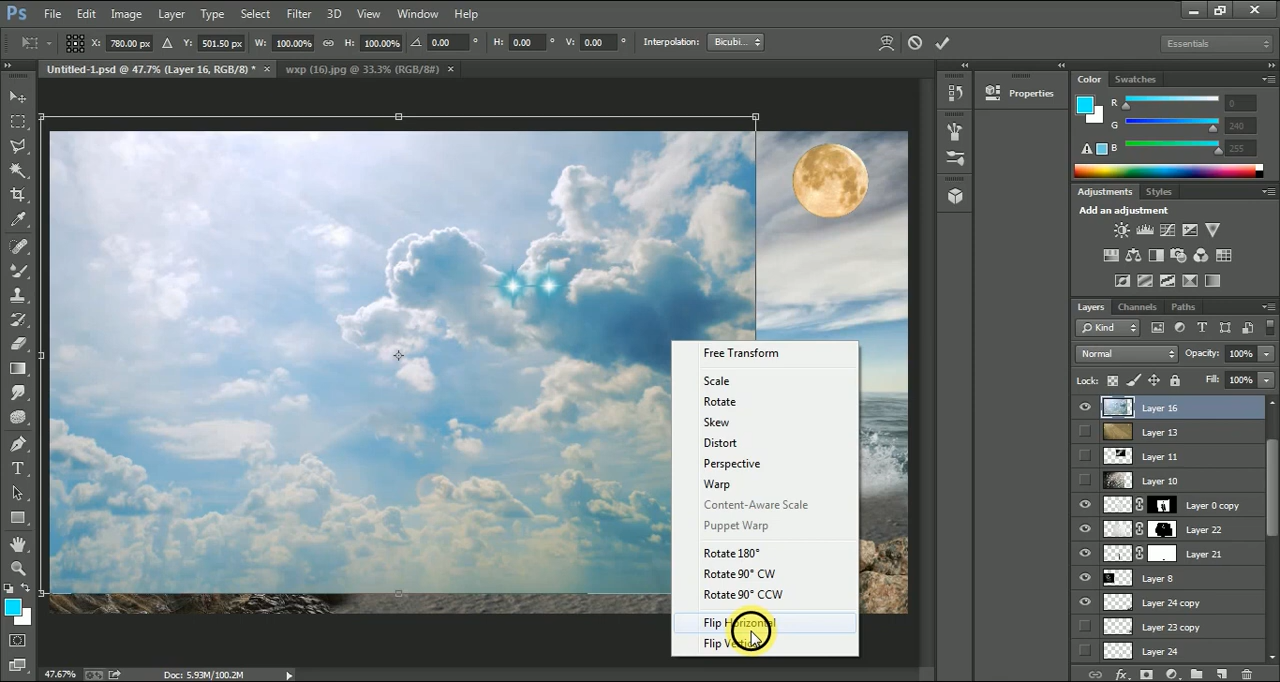 Ps File Edit Image Layer Type Select Filter 3D View Window Help
X: 780.00 px Y: 501.50 px W: 100.00% H: 100.00% 0.00 ° H: 0.00 ° V: 0.00 ° Interpolation: Bicubi... Essentials
Untitled-1.psd @ 47.7% (Layer 16, RGB/8) * × wxp (16).jpg @ 33.3% (RGB/8#) ×
Properties
Color Swatches
R 0
G 240
B 255
Adjustments Styles
Add an adjustment
Layers Channels Paths
Kind
Normal Opacity: 100%
Lock: Fill: 100%
Layer 16
Layer 13
Layer 11
Layer 10
Layer 0 copy
Layer 22
Layer 21
Layer 8
Layer 24 copy
Layer 23 copy
Layer 24
Free Transform
Scale
Rotate
Skew
Distort
Perspective
Warp
Content-Aware Scale
Puppet Warp
Rotate 180°
Rotate 90° CW
Rotate 90° CCW
Flip Horizontal
Flip Vertical
47.67% Doc: 5.93M/100.2M